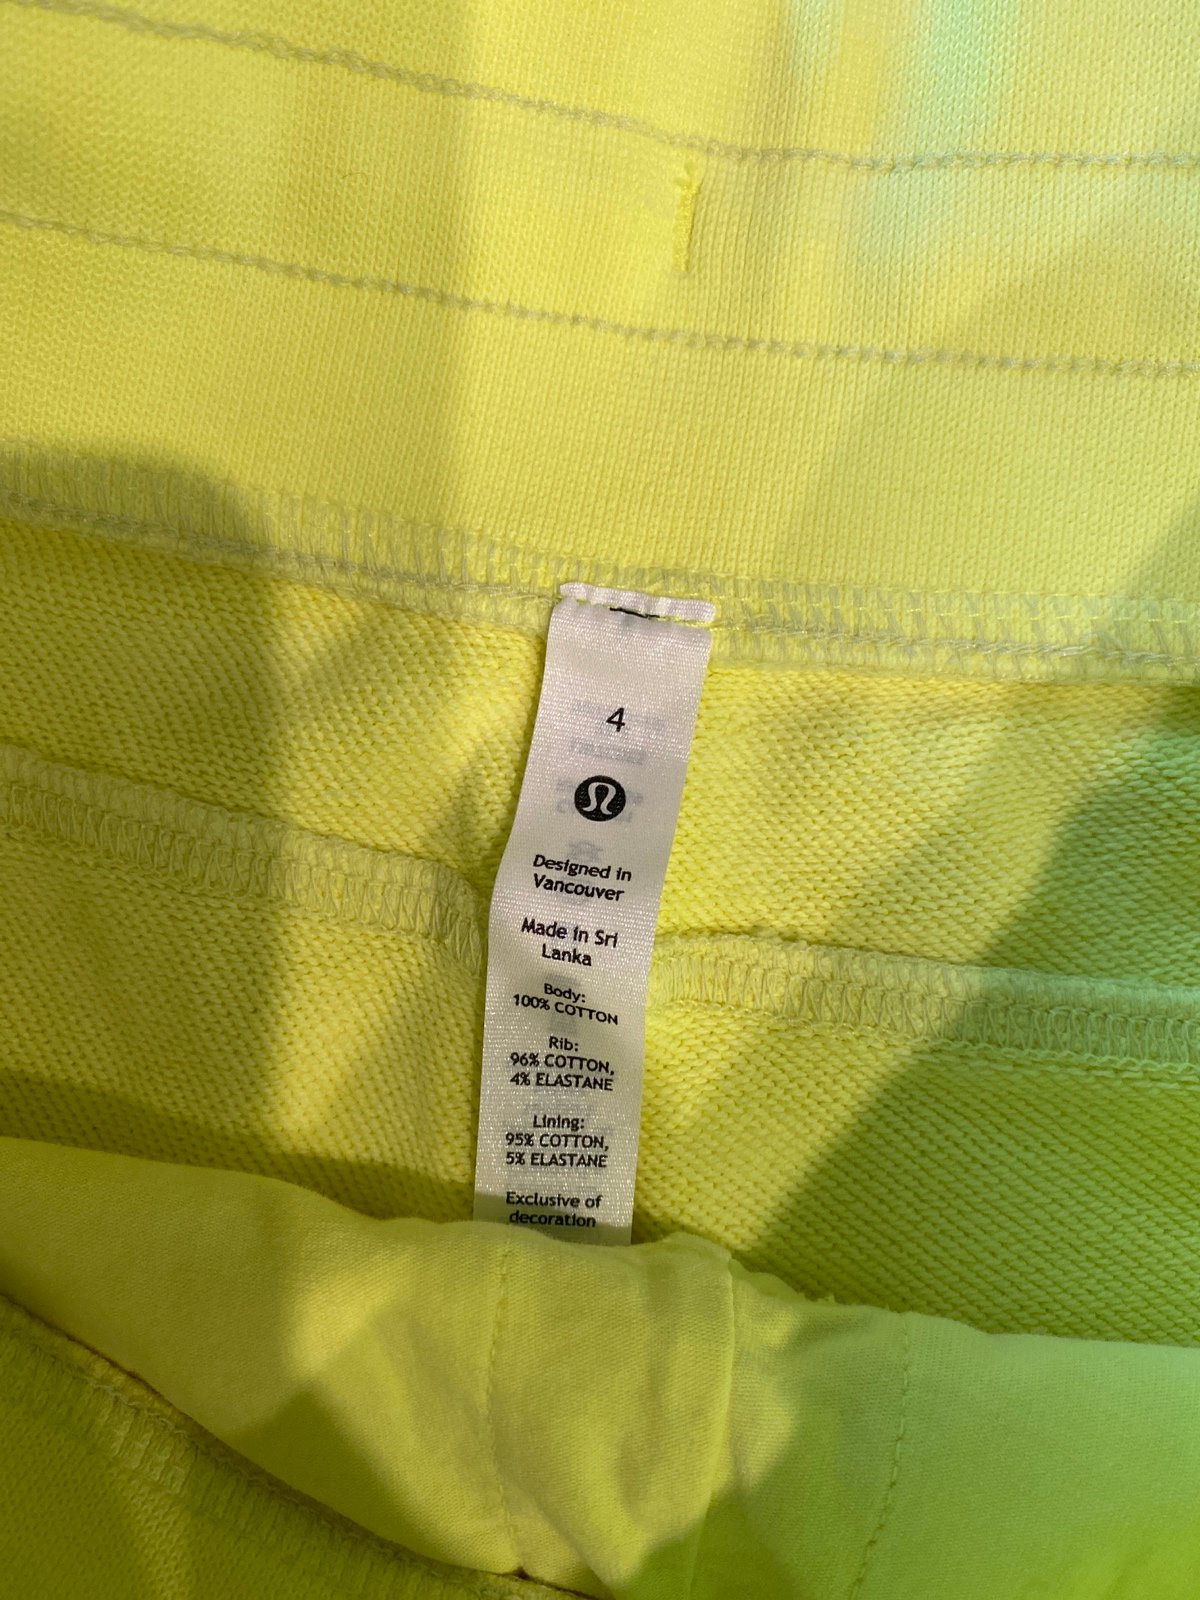 4
Designed in
Vancouver
Made in Sri
Lanka
Body:
100% COTTON
Rib:
96% COTTON,
4% ELASTANE
Lining:
95% COTTON,
5% ELASTANE
Exclusive of
decoration